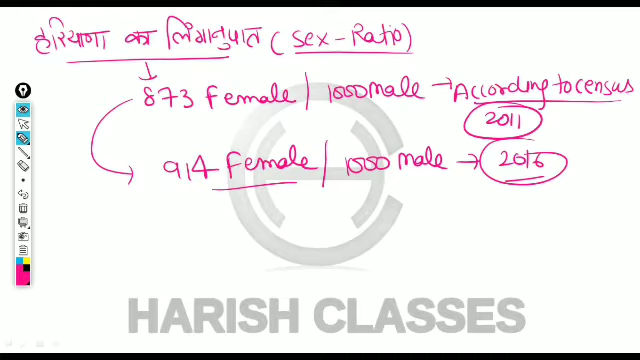 हरियाणा का लिंगानुपात (Sex-Ratio)
873 Female / 1000 male → According to census
2011
914 Female / 1000 male → 2016
HARISH CLASSES